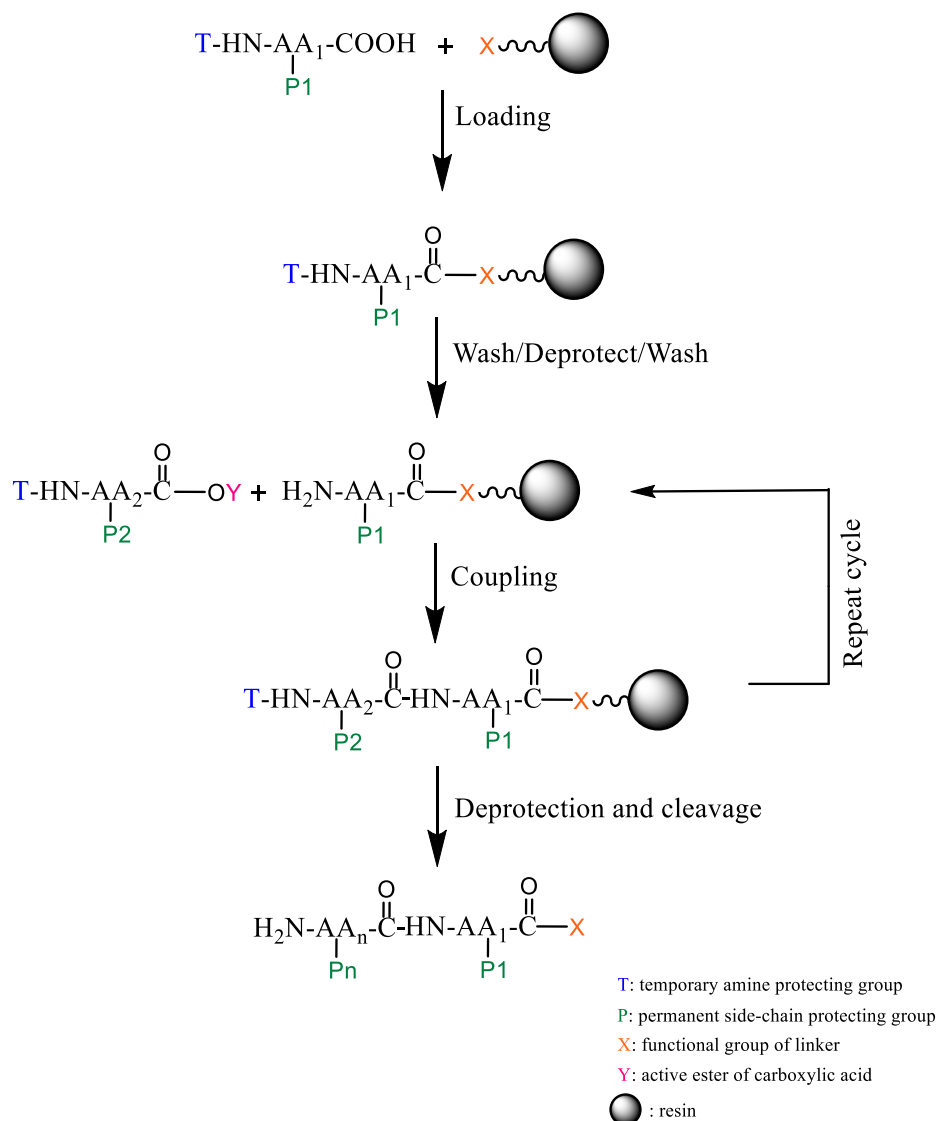 T-HN-AA₁-COOH + X
P1
Loading
O
T-HN-AA₁-C—X
P1
Wash/Deprotect/Wash
O O
T-HN-AA₂-C—OY + H₂N-AA₁-C—X
P2 P1
Coupling
Repeat cycle
O O
T-HN-AA₂-C-HN-AA₁-C—X
P2 P1
Deprotection and cleavage
O O
H₂N-AAₙ-C-HN-AA₁-C—X
Pn P1
T: temporary amine protecting group
P: permanent side-chain protecting group
X: functional group of linker
Y: active ester of carboxylic acid
: resin